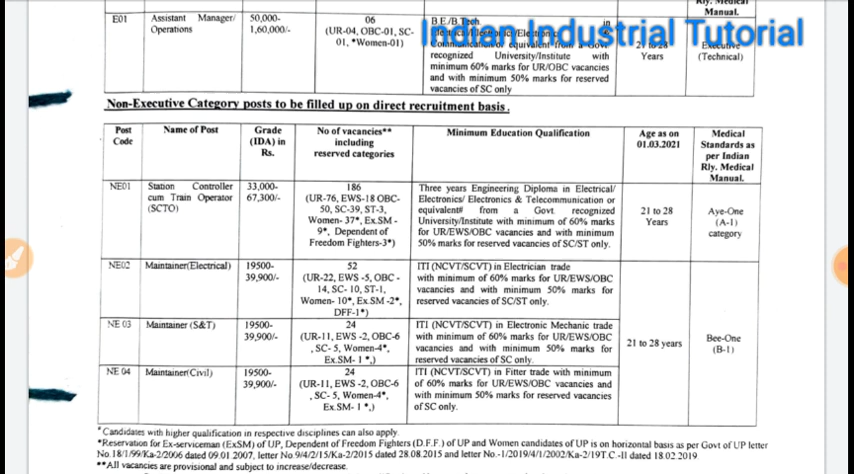 Rly. Medical
Manual.
E01 Assistant Manager/ 50,000- 06 B.E/B.Tech in
Operations 1,60,000/- (UR-04, OBC-01, SC- Electrical/Electronics/Electronics
01, *Women-01) Communication or equivalent from a Govt 21 to 28 Executive
Indian Industrial Tutorial
recognized University/Institute with Years (Technical)
minimum 60% marks for UR/OBC vacancies
and with minimum 50% marks for reserved
vacancies of SC only
Non-Executive Category posts to be filled up on direct recruitment basis.
Post Name of Post Grade No of vacancies** Minimum Education Qualification Age as on Medical
Code (IDA) in including 01.03.2021 Standards as
Rs. reserved categories per Indian
Rly. Medical
Manual.
NE01 Station Controller 33,000- 186 Three years Engineering Diploma in Electrical/
cum Train Operator 67,300/- (UR-76, EWS-18 OBC- Electronics/ Electronics & Telecommunication or
(SCTO) 50, SC-39, ST-3, equivalent# from a Govt. recognized 21 to 28 Aye-One
Women- 37*, Ex.SM - University/Institute with minimum of 60% marks Years (A-1)
9*, Dependent of for UR/EWS/OBC vacancies and with minimum category
Freedom Fighters-3*) 50% marks for reserved vacancies of SC/ST only.
NE02 Maintainer(Electrical) 19500- 52 ITI (NCVT/SCVT) in Electrician trade
39,900/- (UR-22, EWS -5, OBC - with minimum of 60% marks for UR/EWS/OBC
14, SC- 10, ST-1, vacancies and with minimum 50% marks for
Women- 10*, Ex.SM -2*, reserved vacancies of SC/ST only.
DFF-1*)
NE 03 Maintainer (S&T) 19500- 24 ITI (NCVT/SCVT) in Electronic Mechanic trade
39,900/- (UR-11, EWS -2, OBC-6 with minimum of 60% marks for UR/EWS/OBC
, SC- 5, Women-4*, vacancies and with minimum 50% marks for 21 to 28 years Bee-One
Ex.SM- 1 *,) reserved vacancies of SC only. (B-1)
NE 04 Maintainer(Civil) 19500- 24 ITI (NCVT/SCVT) in Fitter trade with minimum
39,900/- (UR-11, EWS -2, OBC-6 of 60% marks for UR/EWS/OBC vacancies and
, SC- 5, Women-4*, with minimum 50% marks for reserved vacancies
Ex.SM- 1 *,) of SC only.
#Candidates with higher qualification in respective disciplines can also apply.
*Reservation for Ex-serviceman (ExSM) of UP, Dependent of Freedom Fighters (D.F.F.) of UP and Women candidates of UP is on horizontal basis as per Govt of UP letter
No.18/1/99/Ka-2/2006 dated 09.01.2007, letter No 9/4/2/15/Ka-2/2015 dated 28.08.2015 and letter No.-1/2019/4/1/2002/Ka-2/19T.C.-II dated 18.02.2019
**All vacancies are provisional and subject to increase/decrease.